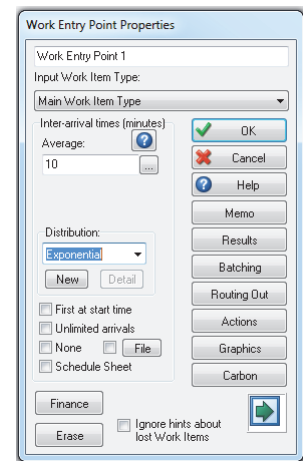 Work Entry Point Properties
Work Entry Point 1
Input Work Item Type:
Main Work Item Type
Inter-arrival times (minutes)
Average:
10
...
Distribution:
Exponential
New Detail
First at start time
Unlimited arrivals
None File
Schedule Sheet
OK
Cancel
Help
Memo
Results
Batching
Routing Out
Actions
Graphics
Carbon
Finance
Erase
Ignore hints about
lost Work Items